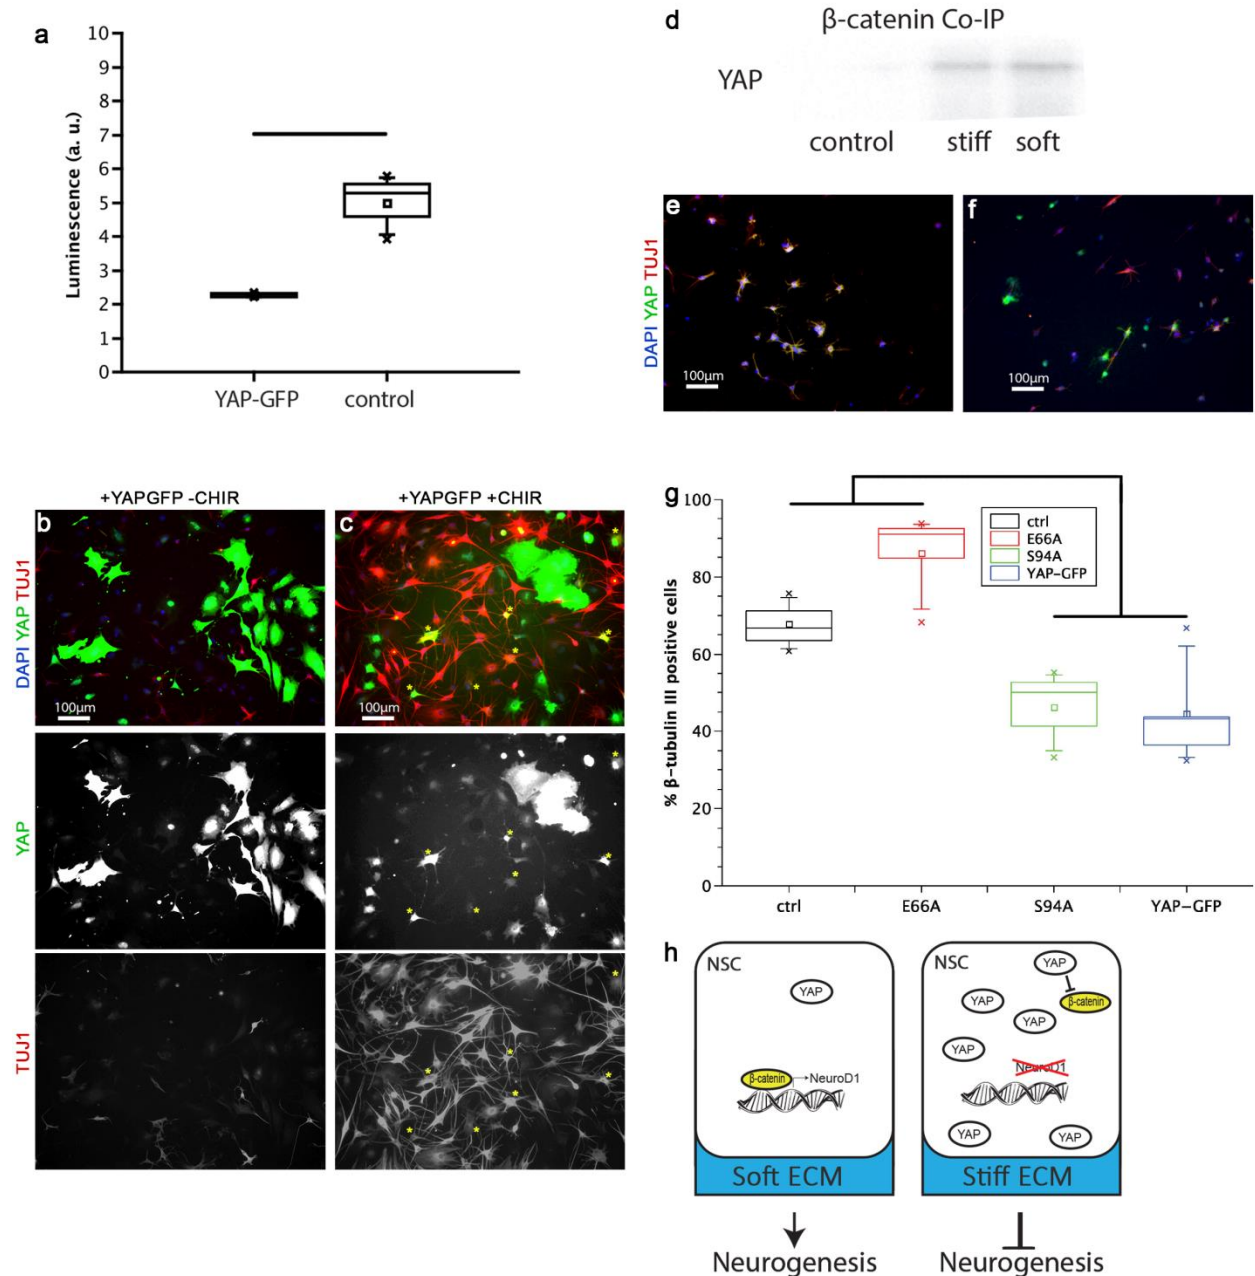 a
10
9
8
7
6
5
4
3
2
1
0
Luminescence (a. u.)
YAP-GFP control
d
β-catenin Co-IP
YAP
control stiff soft
DAPI YAP TUJ1
e
100μm
f
100μm
+YAPGFP -CHIR
+YAPGFP +CHIR
DAPI YAP TUJ1
b
100μm
c
100μm
YAP
TUJ1
g
100
80
60
40
20
0
% β-tubulin III positive cells
ctrl
E66A
S94A
YAP-GFP
ctrl E66A S94A YAP-GFP
h
NSC
YAP
β-catenin
NeuroD1
Soft ECM
Neurogenesis
NSC
YAP
β-catenin
YAP
YAP
YAP
NeuroD1
YAP
YAP
Stiff ECM
Neurogenesis